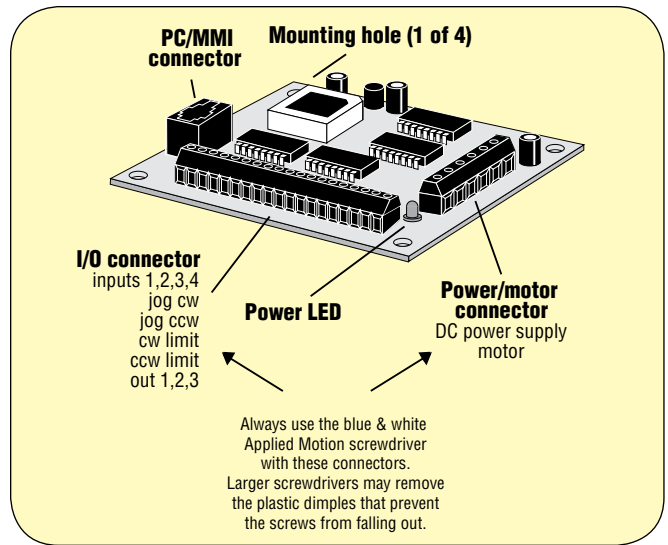 PC/MMI
connector
Mounting hole (1 of 4)
I/O connector
inputs 1,2,3,4
jog cw
jog ccw
cw limit
ccw limit
out 1,2,3
Power LED
Power/motor
connector
DC power supply
motor
Always use the blue & white
Applied Motion screwdriver
with these connectors.
Larger screwdrivers may remove
the plastic dimples that prevent
the screws from falling out.